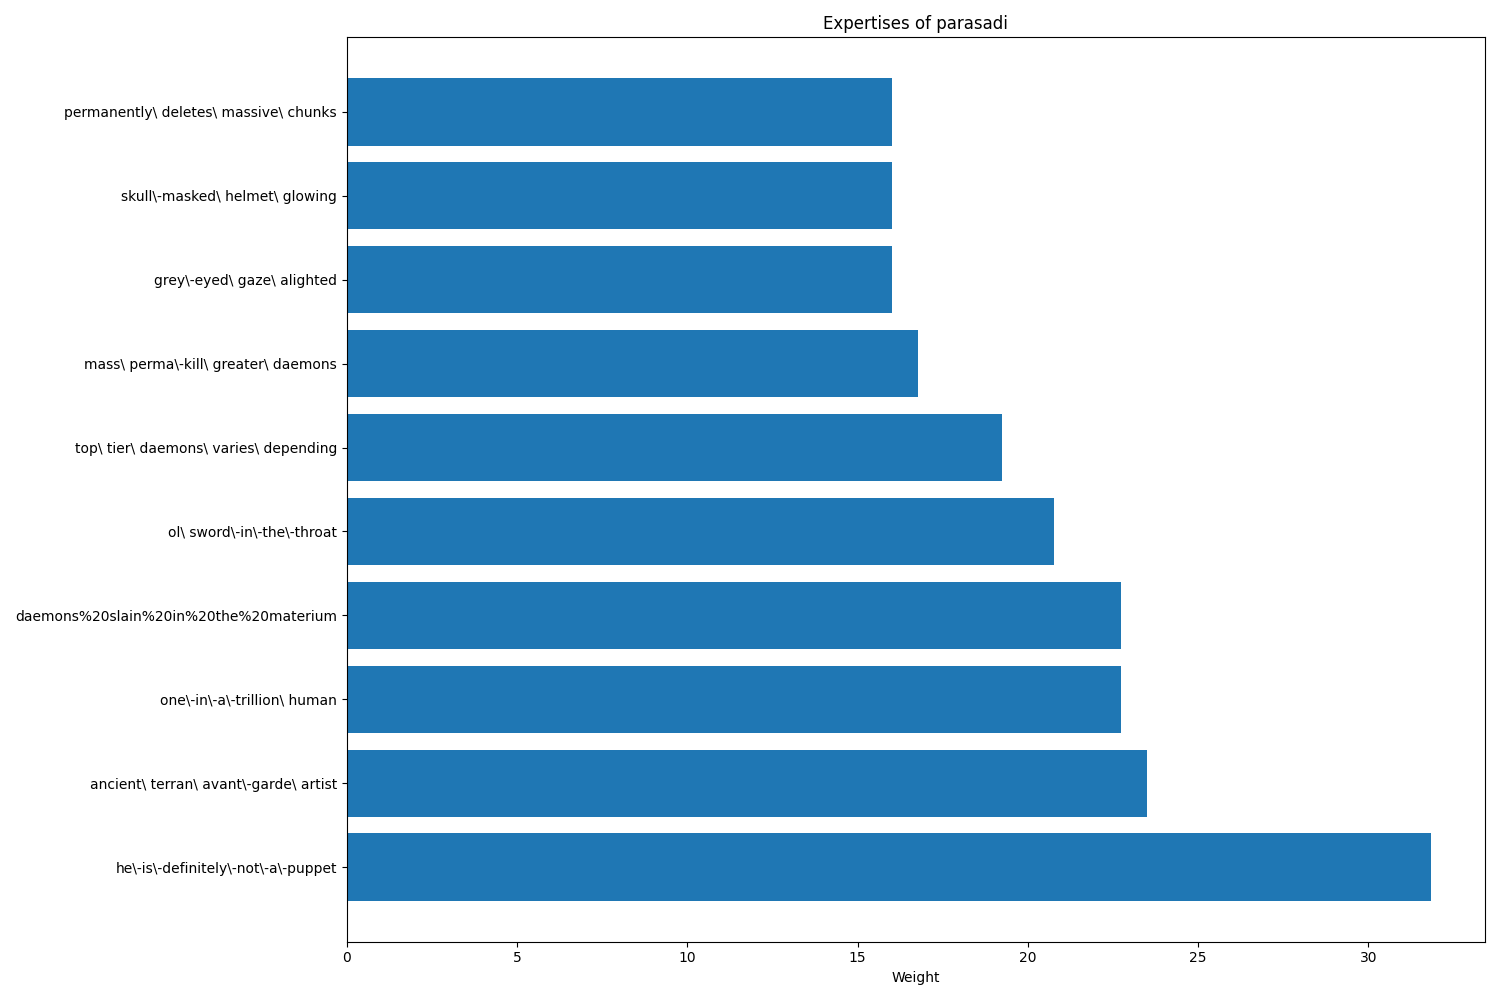 Expertises of parasadi
permanently\ deletes\ massive\ chunks
skull\-masked\ helmet\ glowing
grey\-eyed\ gaze\ alighted
mass\ perma\-kill\ greater\ daemons
top\ tier\ daemons\ varies\ depending
ol\ sword\-in\-the\-throat
daemons%20slain%20in%20the%20materium
one\-in\-a\-trillion\ human
ancient\ terran\ avant\-garde\ artist
he\-is\-definitely\-not\-a\-puppet
0 5 10 15 20 25 30
Weight